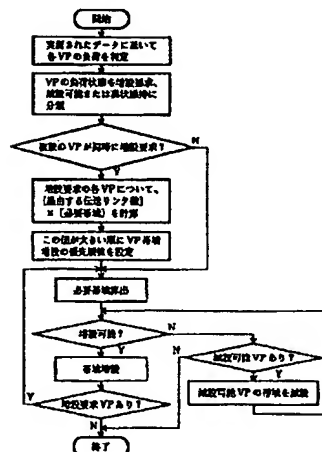 開始
実測されたデータに基いて
各VPの負荷を判定
VPの負荷状態を増設要求、
減設可能または現状維持に
分類
複数のVPが同時に増設要求?
N
Y
増設要求の各VPについて、
[経由する伝送リンク数]
×[必要帯域]を計算
この値が大きい順にVP帯域
増設の優先順位を設定
必要帯域算出
増設可能?
N
Y
減設可能VPあり?
N
Y
帯域増設
減設可能VPの帯域を減設
増設要求VPあり?
Y
N
終了